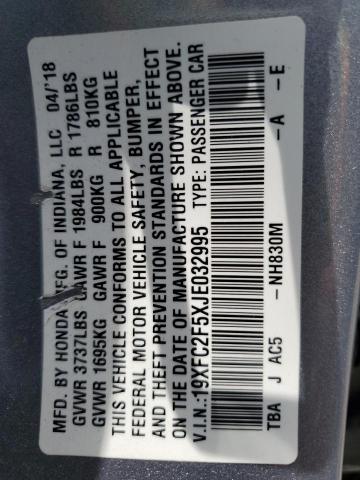 MFD. BY HONDA MFG. OF INDIANA, LLC 04/'18
GVWR 3737LBS GAWR F 1984LBS R 1786LBS
GVWR 1695KG GAWR F 900KG R 810KG
THIS VEHICLE CONFORMS TO ALL APPLICABLE
FEDERAL MOTOR VEHICLE SAFETY, BUMPER,
AND THEFT PREVENTION STANDARDS IN EFFECT
ON THE DATE OF MANUFACTURE SHOWN ABOVE.
V.I.N.:19XFC2F5XJE032995 TYPE: PASSENGER CAR
TBA J AC5 -NH830M -A -E